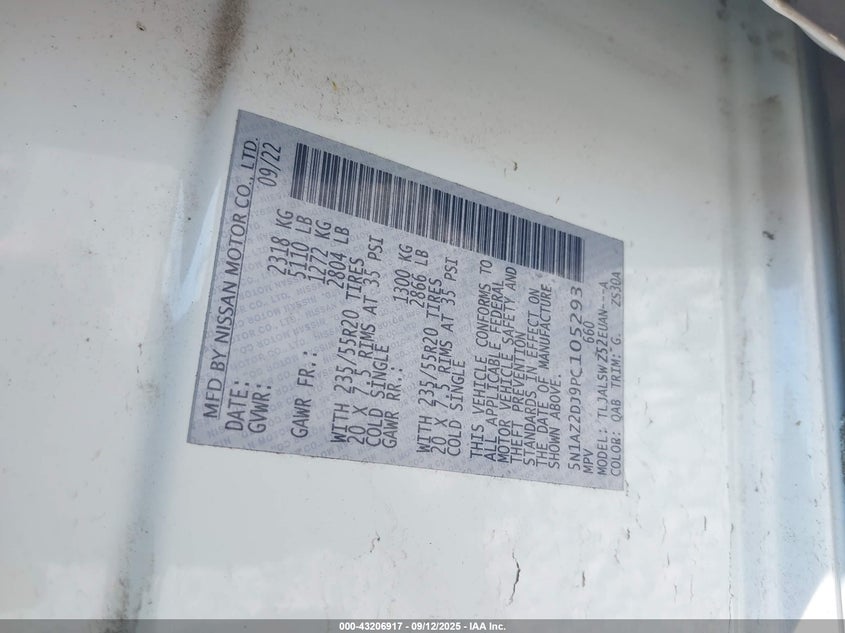 MFD BY NISSAN MOTOR CO., LTD.
DATE: 09/22
GVWR: 2318 KG
5110 LB
GAWR FR.: 1272 KG
2804 LB
WITH 235/55R20 TIRES
20 X 7.5 RIMS AT 35 PSI
COLD SINGLE
GAWR RR.: 1300 KG
2866 LB
WITH 235/55R20 TIRES
20 X 7.5 RIMS AT 35 PSI
COLD SINGLE
THIS VEHICLE CONFORMS TO
ALL APPLICABLE FEDERAL
MOTOR VEHICLE SAFETY AND
THEFT PREVENTION
STANDARDS IN EFFECT ON
THE DATE OF MANUFACTURE
SHOWN ABOVE.
5N1AZ2DJ9PC105293
MPV 660
MODEL: TL3ALSW Z52EUAN---A
COLOR: QAB TRIM: G ZS30A
000-43206917 - 09/12/2025 - IAA Inc.